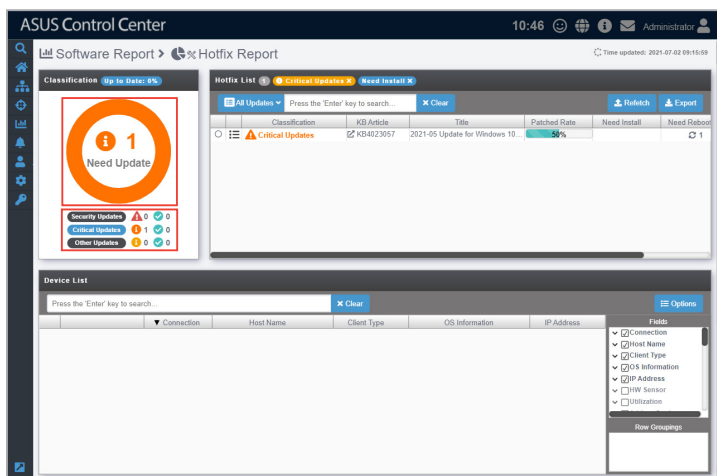 ASUS Control Center
10:46
Administrator
Software Report > Hotfix Report
Time updated: 2021-07-02 09:15:59
Classification Up to Date: 0%
1
Need Update
Security Updates 0 0
Critical Updates 1 0
Other Updates 0 0
Hotfix List 1 Critical Updates X Need Install X
All Updates Press the 'Enter' key to search... X Clear Refetch Export
Classification KB Article Title Patched Rate Need Install Need Reboot
Critical Updates KB4023057 2021-05 Update for Windows 10... 50% 1
Device List
Press the 'Enter' key to search... X Clear Options
Connection Host Name Client Type OS Information IP Address
Fields
Connection
Host Name
Client Type
OS Information
IP Address
HW Sensor
Utilization
Row Groupings